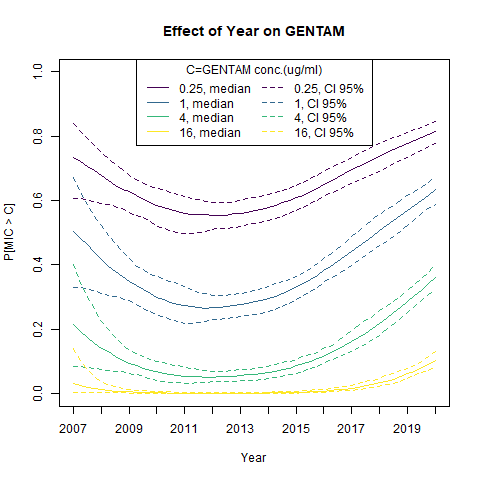 Effect of Year on GENTAM
C=GENTAM conc.(ug/ml)
0.25, median 0.25, CI 95%
1, median 1, CI 95%
4, median 4, CI 95%
16, median 16, CI 95%
P[MIC > C]
1.0
0.8
0.6
0.4
0.2
0.0
2007 2009 2011 2013 2015 2017 2019
Year